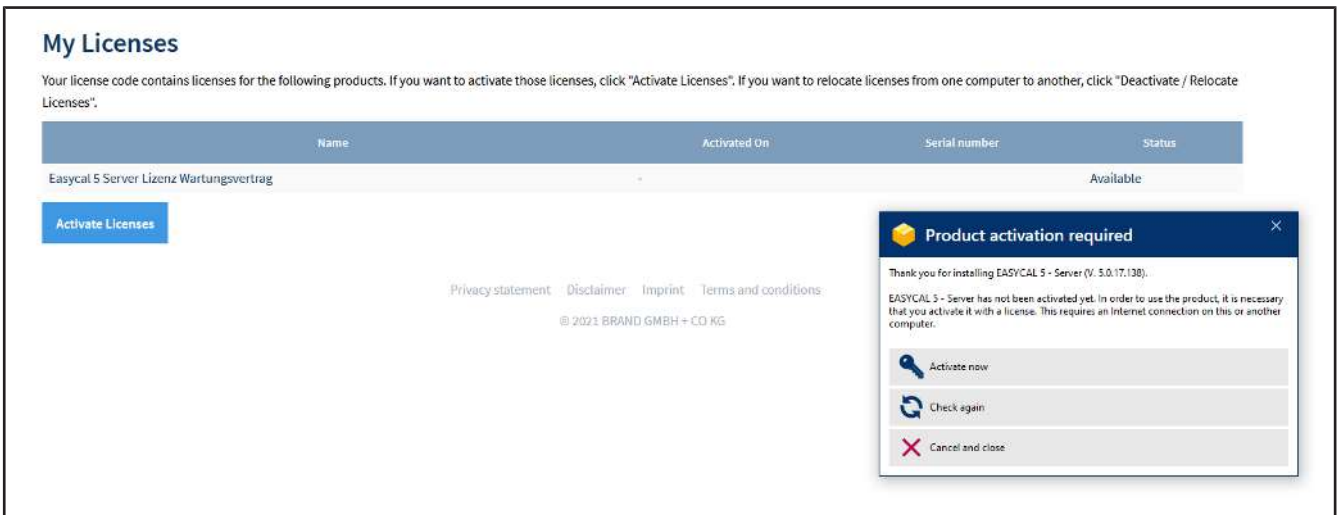 My Licenses
Your license code contains licenses for the following products. If you want to activate those licenses, click "Activate Licenses". If you want to relocate licenses from one computer to another, click "Deactivate / Relocate
Licenses".
Name Activated On Serial number Status
Easycal 5 Server Lizenz Wartungsvertrag - Available
Activate Licenses
Privacy statement Disclaimer Imprint Terms and conditions
© 2021 BRAND GMBH + CO KG
Product activation required
Thank you for installing EASYCAL 5 - Server (V. 5.0.17.138).
EASYCAL 5 - Server has not been activated yet. In order to use the product, it is necessary
that you activate it with a license. This requires an Internet connection on this or another
computer.
Activate now
Check again
Cancel and close